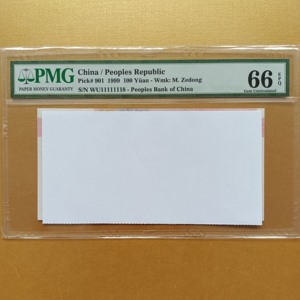 PMG
PAPER MONEY GUARANTY
China / Peoples Republic
Pick# 901 1999 100 Yüan - Wmk: M. Zedong
S/N WU11111118 - Peoples Bank of China
66 EPQ
Gem Uncirculated